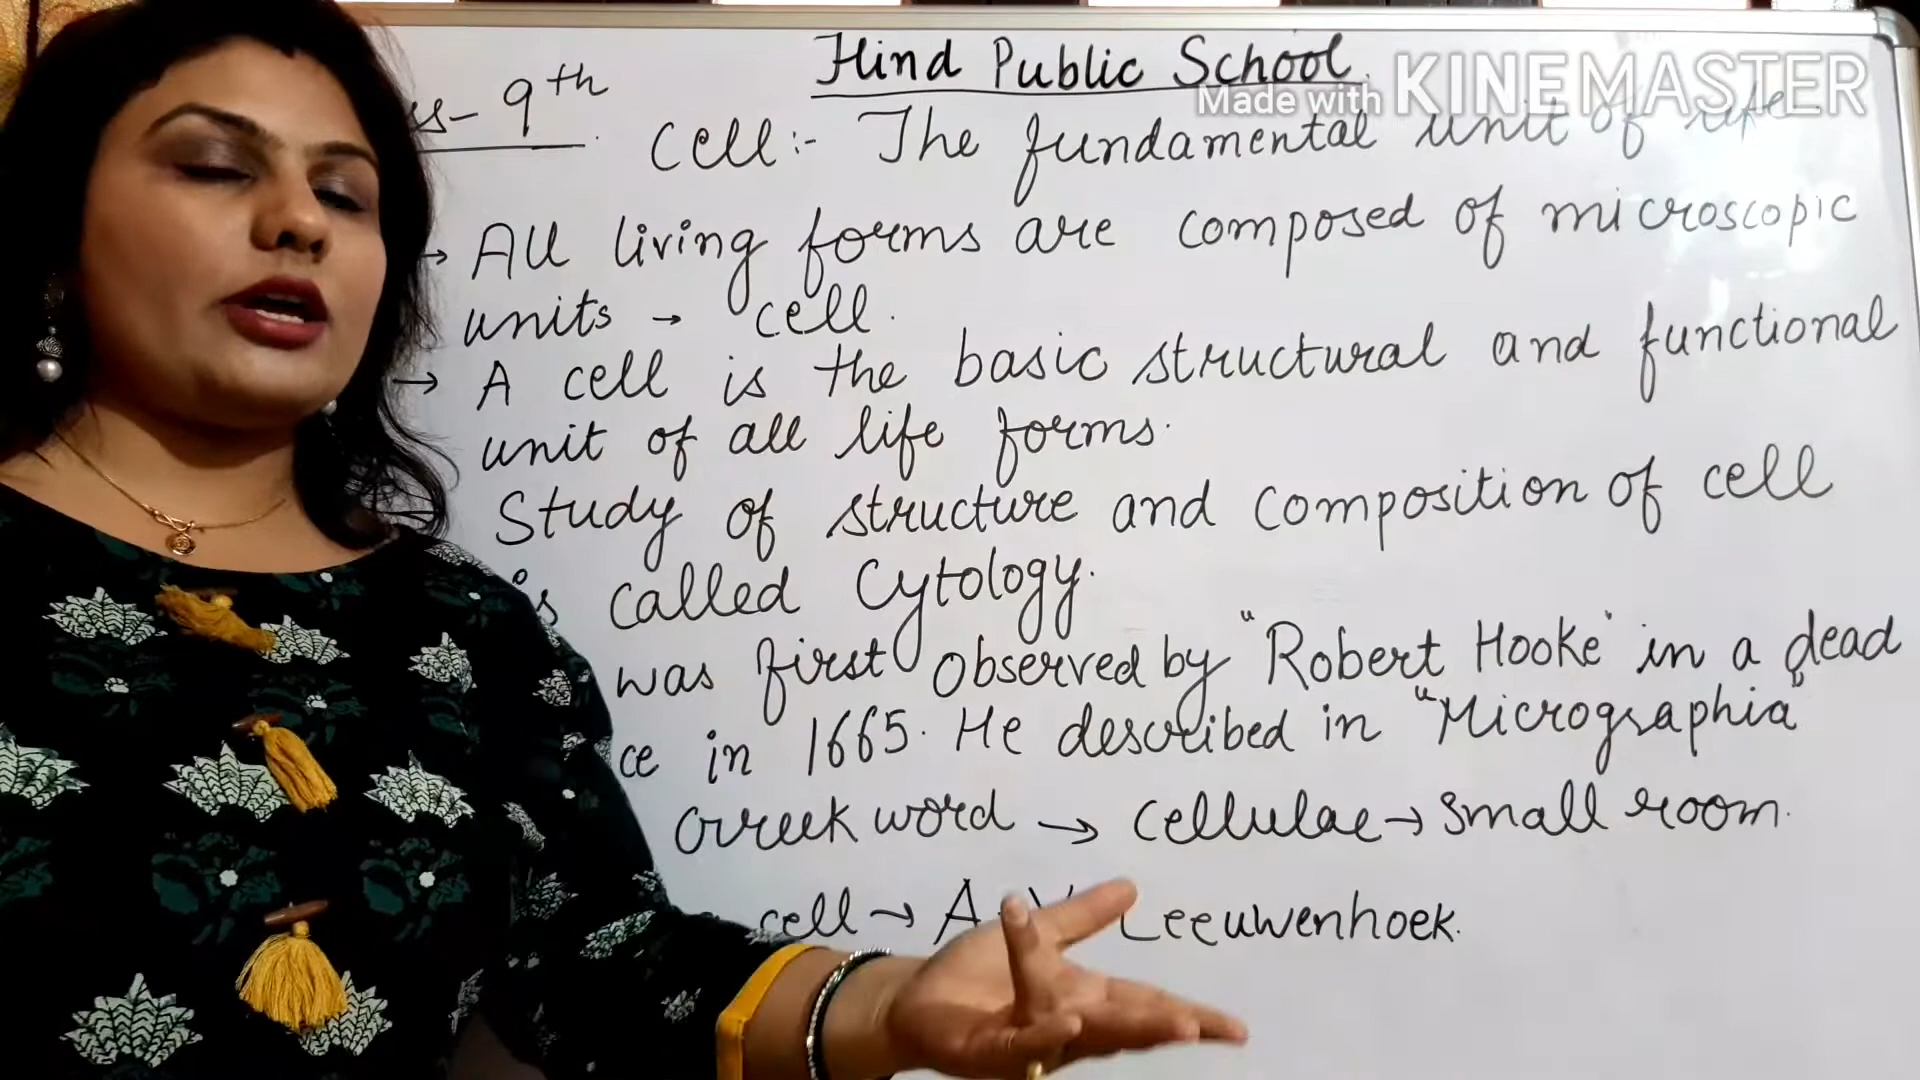 Hind Public School
Made with KINEMASTER
ss- 9th
Cell:- The fundamental unit of life.
→ All living forms are composed of microscopic
units → cell.
→ A cell is the basic structural and functional
unit of all life forms.
Study of structure and composition of cell
is called Cytology.
was first observed by "Robert Hooke" in a dead
ce in 1665. He described in "Micrographia"
Greek word → cellulae → small room.
cell → A. V. Leeuwenhoek.